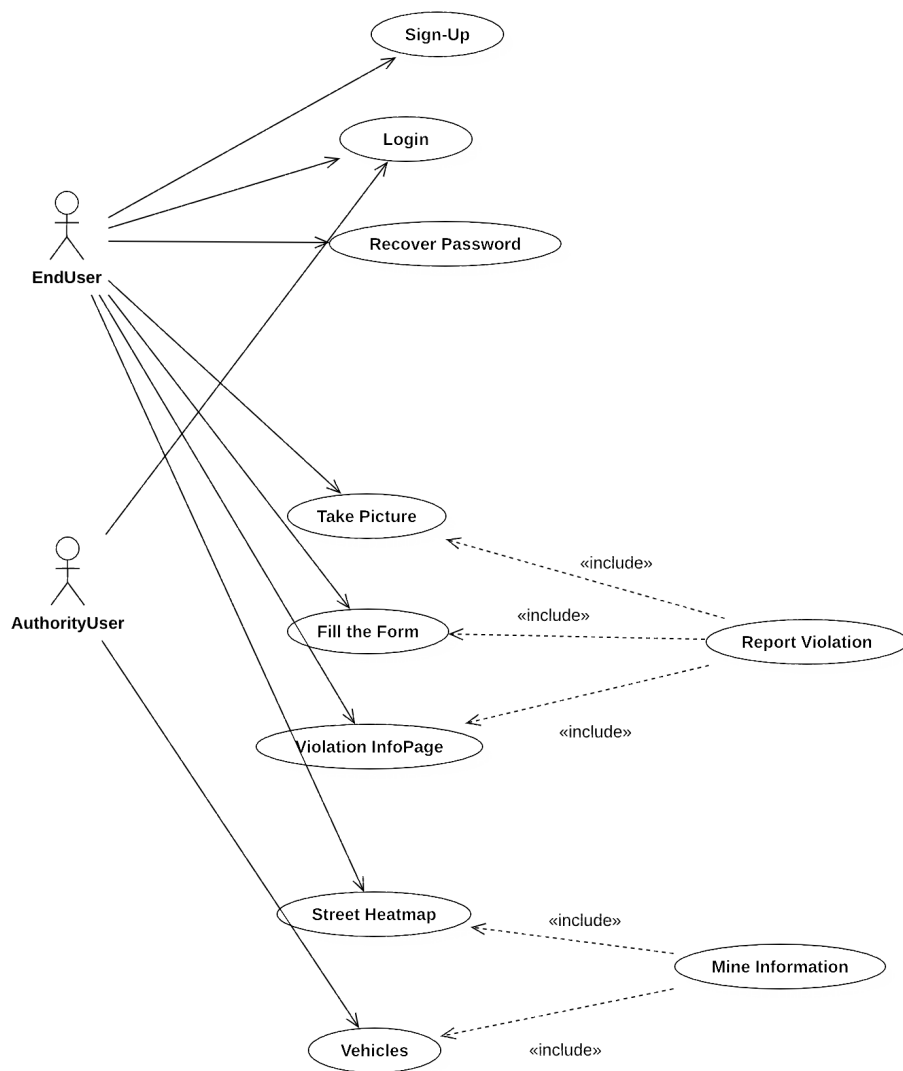 Sign-Up
Login
Recover Password
EndUser
Take Picture
«include»
AuthorityUser
«include»
Fill the Form
Report Violation
«include»
Violation InfoPage
Street Heatmap
«include»
Mine Information
Vehicles
«include»